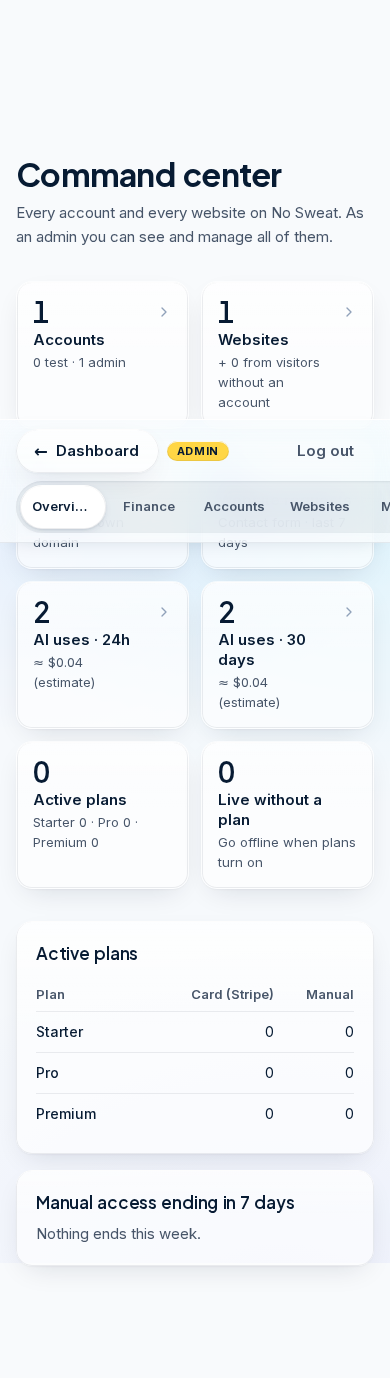 Command center
Every account and every website on No Sweat. As
an admin you can see and manage all of them.
1
Accounts
0 test · 1 admin
1
Websites
+ 0 from visitors
without an
account
← Dashboard
ADMIN
Log out
Overvi...
Finance
Accounts
Websites
domain
Contact form · last 7
days
2
AI uses · 24h
≈ $0.04
(estimate)
2
AI uses · 30
days
≈ $0.04
(estimate)
0
Active plans
Starter 0 · Pro 0 ·
Premium 0
0
Live without a
plan
Go offline when plans
turn on
Active plans
Plan Card (Stripe) Manual
Starter 0 0
Pro 0 0
Premium 0 0
Manual access ending in 7 days
Nothing ends this week.